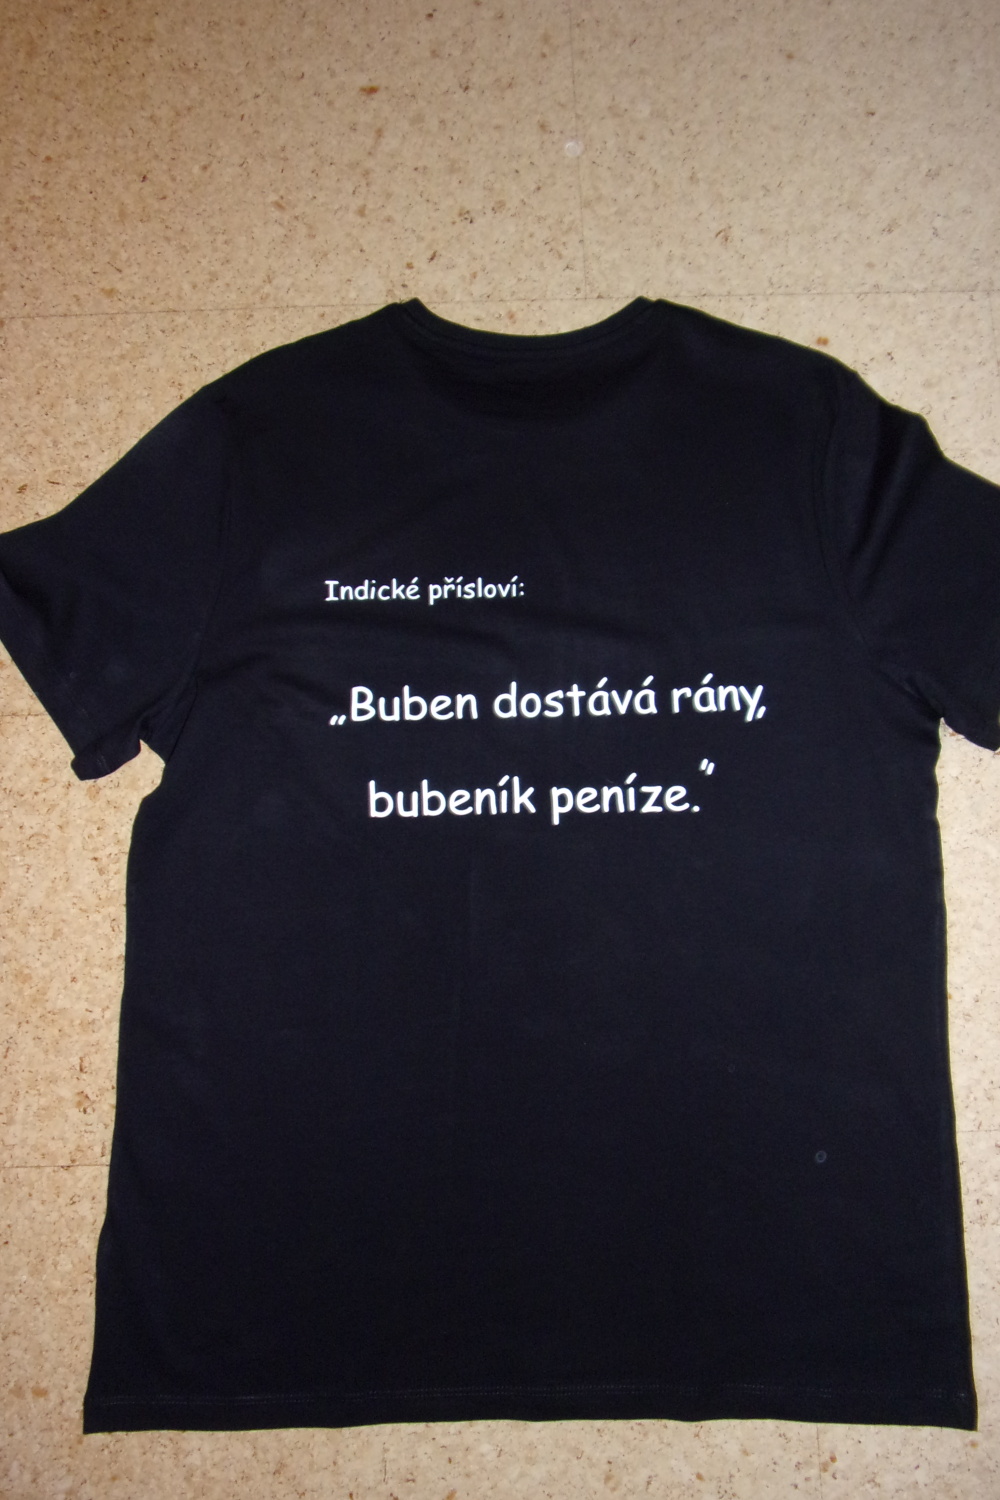 Indické přísloví:
„Buben dostává rány,
bubeník peníze."